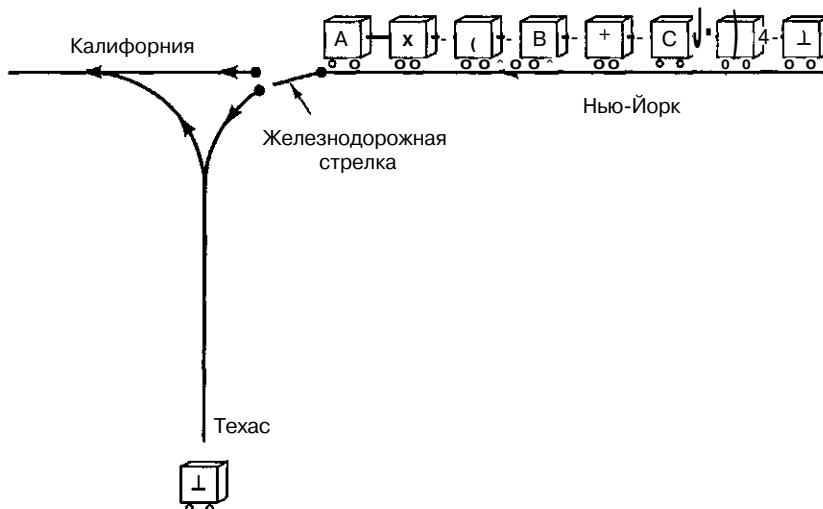 A x ( B + C ) ⊥
Калифорния
Нью-Йорк
Железнодорожная
стрелка
Техас
⊥